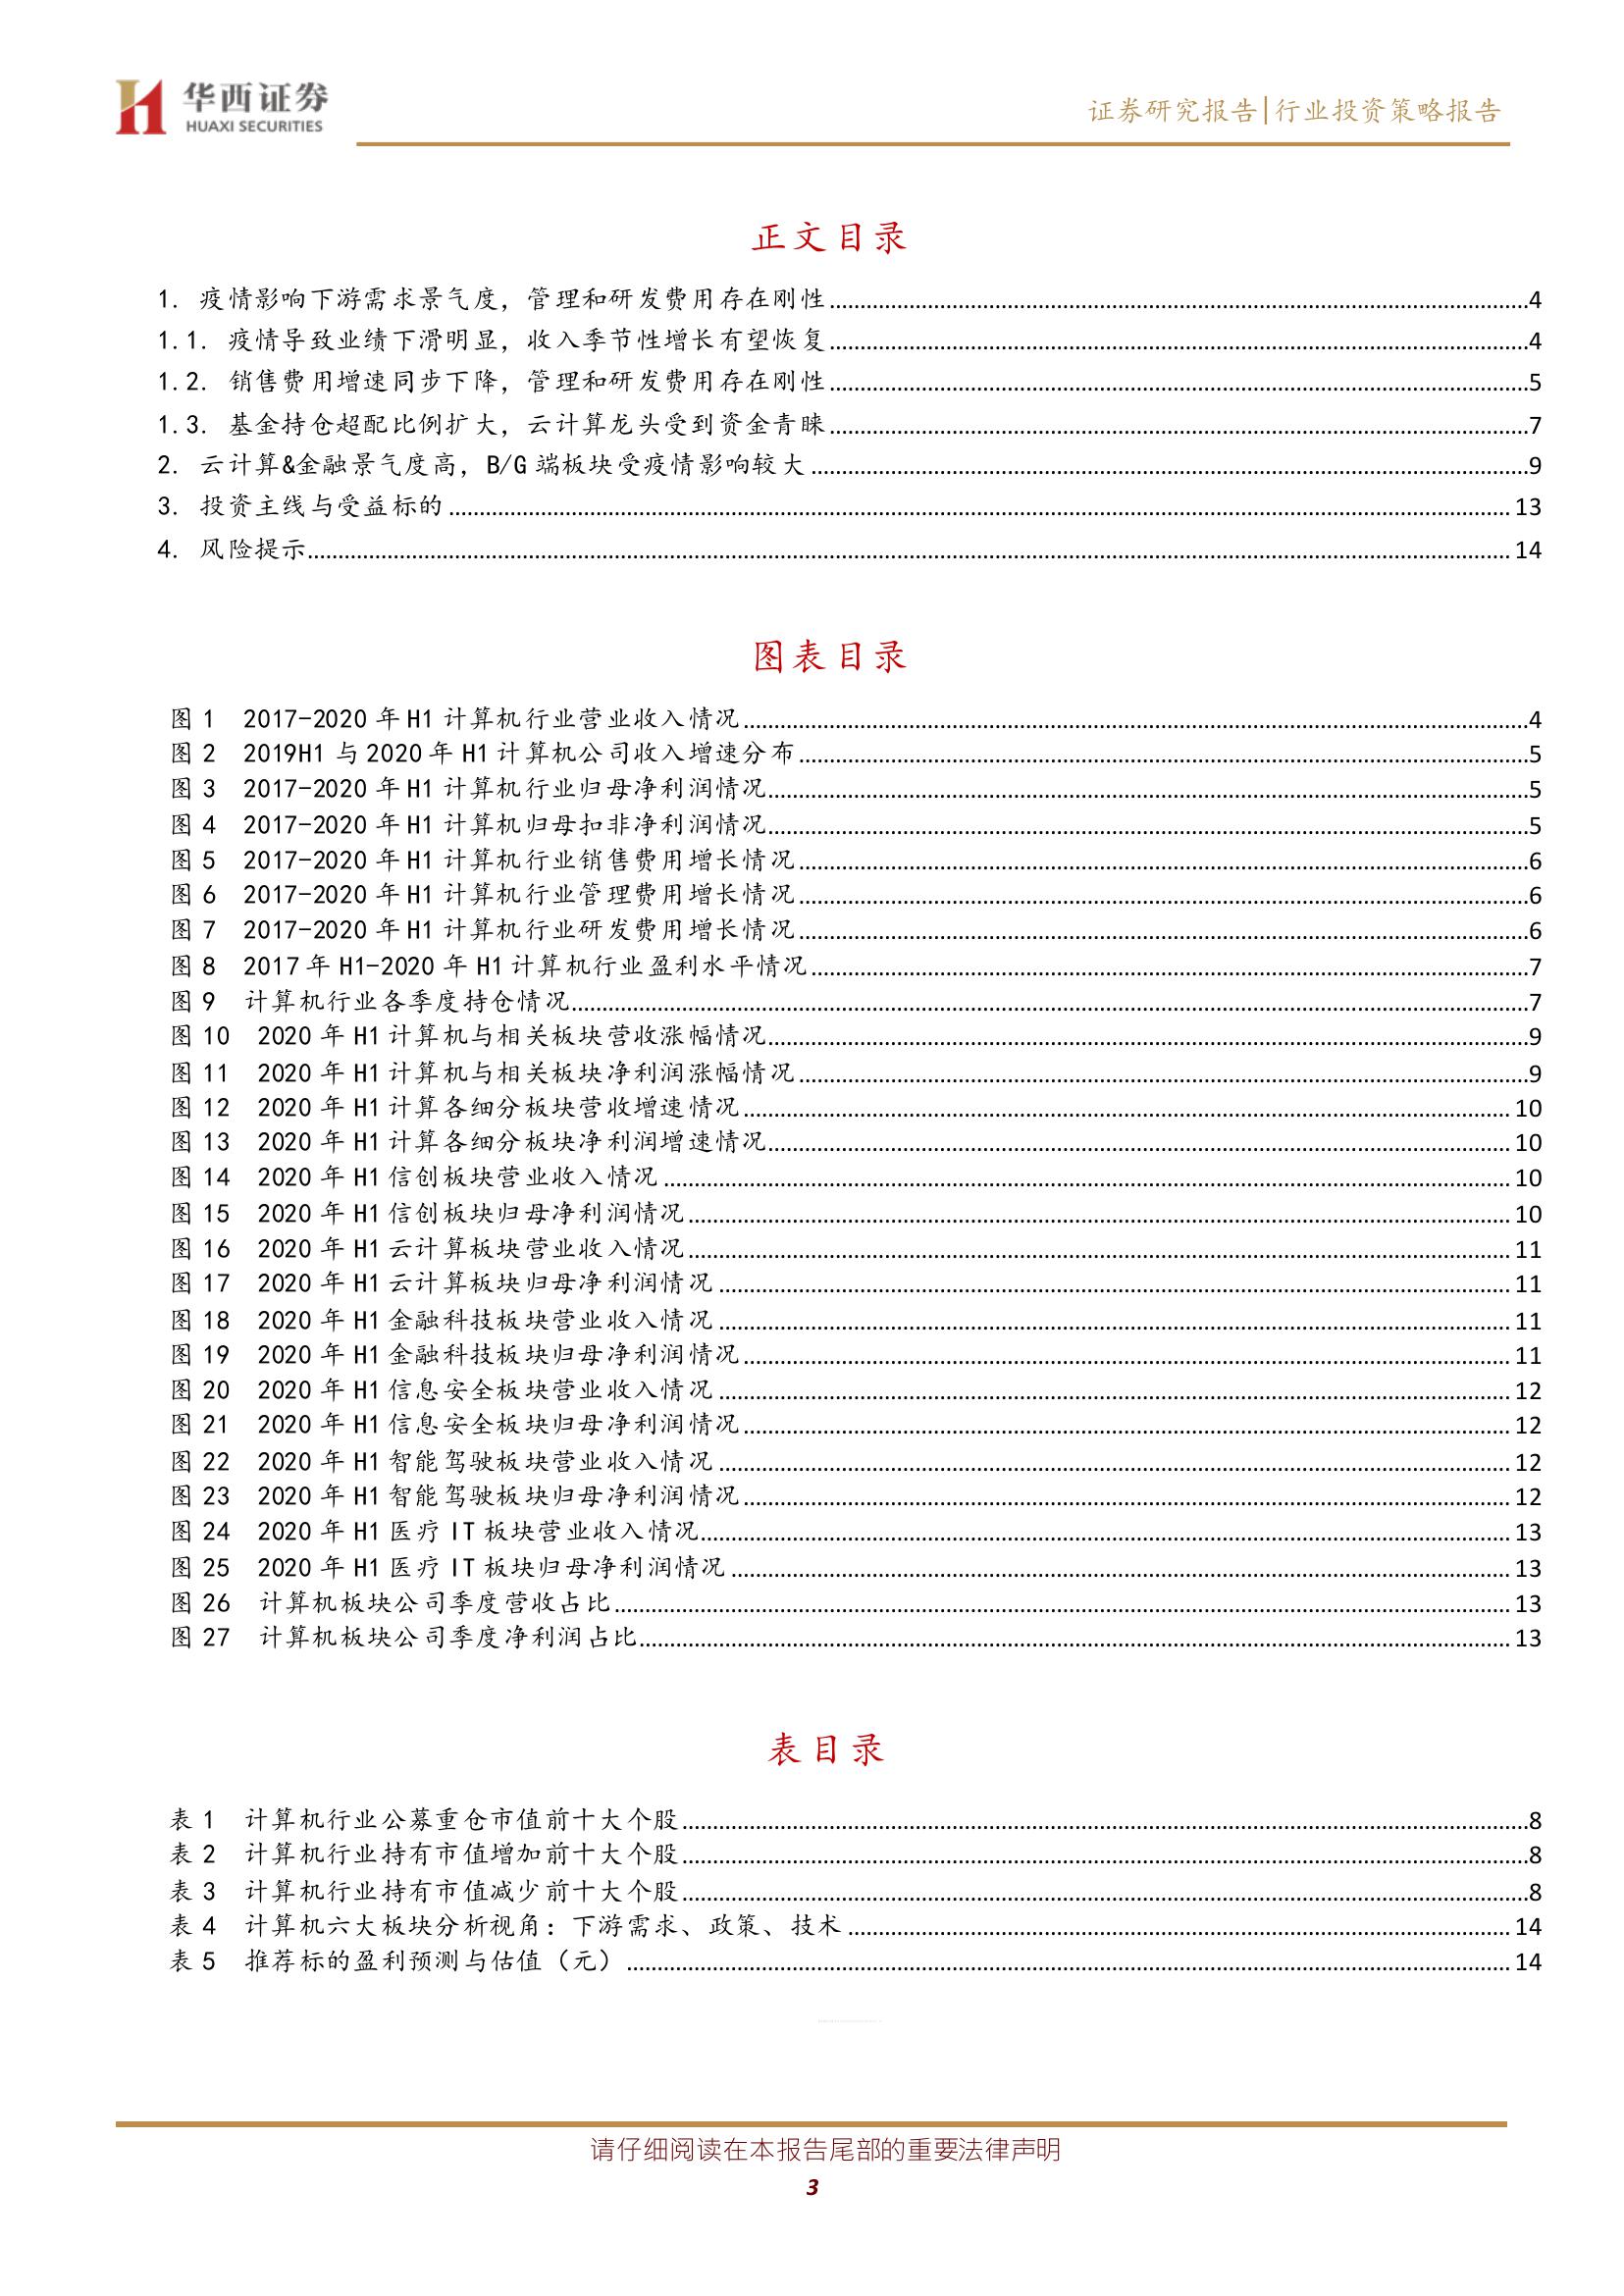 华西证券
HUAXI SECURITIES
证券研究报告|行业投资策略报告
正文目录
1. 疫情影响下游需求景气度，管理和研发费用存在刚性........4
1.1. 疫情导致业绩下滑明显，收入季节性增长有望恢复........4
1.2. 销售费用增速同步下降，管理和研发费用存在刚性........5
1.3. 基金持仓超配比例扩大，云计算龙头受到资金青睐........7
2. 云计算&金融景气度高，B/G 端板块受疫情影响较大........9
3. 投资主线与受益标的........13
4. 风险提示........14
图表目录
图 1 2017-2020 年 H1 计算机行业营业收入情况........4
图 2 2019H1 与 2020 年 H1 计算机公司收入增速分布........5
图 3 2017-2020 年 H1 计算机行业归母净利润情况........5
图 4 2017-2020 年 H1 计算机归母扣非净利润情况........5
图 5 2017-2020 年 H1 计算机行业销售费用增长情况........6
图 6 2017-2020 年 H1 计算机行业管理费用增长情况........6
图 7 2017-2020 年 H1 计算机行业研发费用增长情况........6
图 8 2017 年 H1-2020 年 H1 计算机行业盈利水平情况........7
图 9 计算机行业各季度持仓情况........7
图 10 2020 年 H1 计算机与相关板块营收涨幅情况........9
图 11 2020 年 H1 计算机与相关板块净利润涨幅情况........9
图 12 2020 年 H1 计算各细分板块营收增速情况........10
图 13 2020 年 H1 计算各细分板块净利润增速情况........10
图 14 2020 年 H1 信创板块营业收入情况........10
图 15 2020 年 H1 信创板块归母净利润情况........10
图 16 2020 年 H1 云计算板块营业收入情况........11
图 17 2020 年 H1 云计算板块归母净利润情况........11
图 18 2020 年 H1 金融科技板块营业收入情况........11
图 19 2020 年 H1 金融科技板块归母净利润情况........11
图 20 2020 年 H1 信息安全板块营业收入情况........12
图 21 2020 年 H1 信息安全板块归母净利润情况........12
图 22 2020 年 H1 智能驾驶板块营业收入情况........12
图 23 2020 年 H1 智能驾驶板块归母净利润情况........12
图 24 2020 年 H1 医疗 IT 板块营业收入情况........13
图 25 2020 年 H1 医疗 IT 板块归母净利润情况........13
图 26 计算机板块公司季度营收占比........13
图 27 计算机板块公司季度净利润占比........13
表目录
表 1 计算机行业公募重仓市值前十大个股........8
表 2 计算机行业持有市值增加前十大个股........8
表 3 计算机行业持有市值减少前十大个股........8
表 4 计算机六大板块分析视角：下游需求、政策、技术........14
表 5 推荐标的盈利预测与估值（元）........14
请仔细阅读在本报告尾部的重要法律声明
3